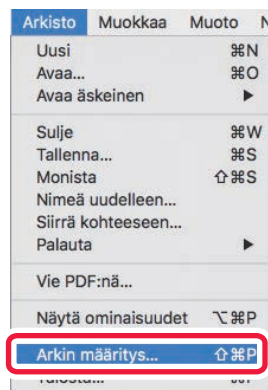 Arkisto Muokkaa Muoto
Uusi ⌘N
Avaa... ⌘O
Avaa äskeinen ▶
Sulje ⌘W
Tallenna... ⌘S
Monista ⇧⌘S
Nimeä uudelleen...
Siirrä kohteeseen...
Palauta ▶
Vie PDF:nä...
Näytä ominaisuudet ⌥⌘P
Arkin määritys... ⇧⌘P